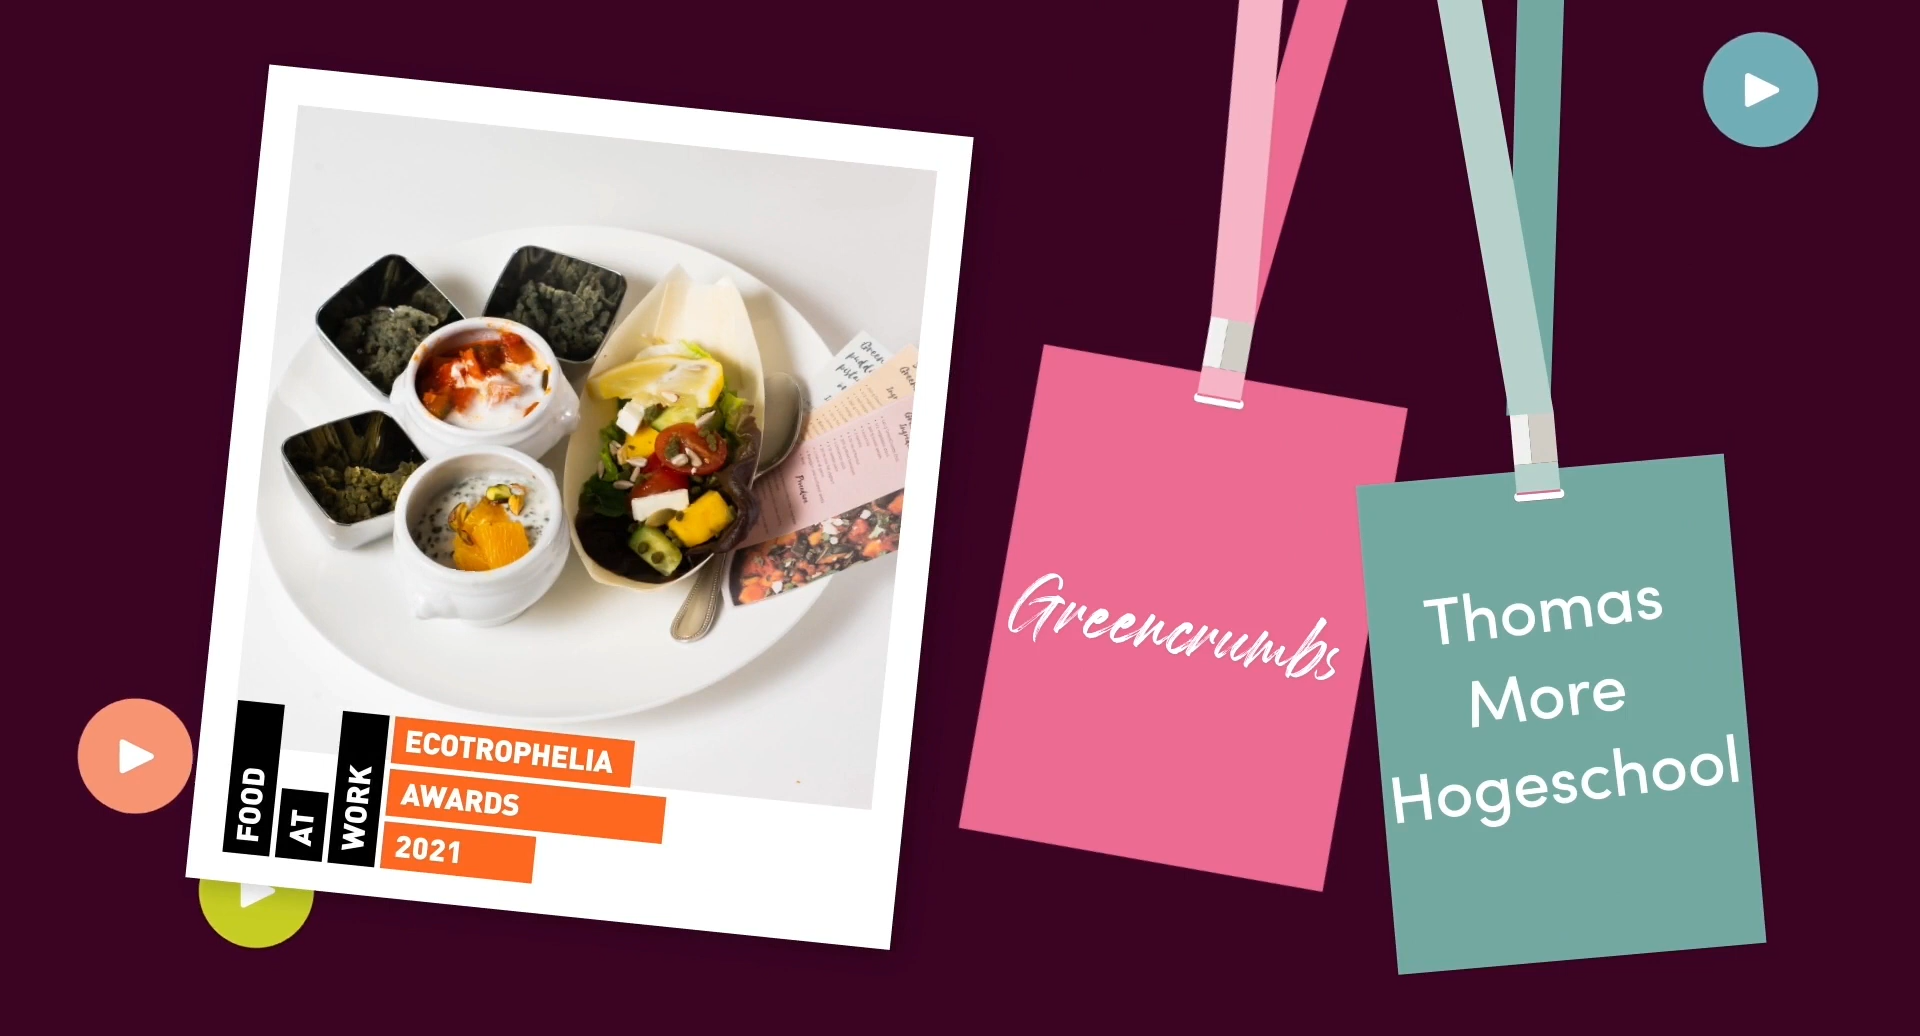 FOOD
AT
WORK
ECOTROPHELIA
AWARDS
2021
Greencrumbs
Thomas
More
Hogeschool